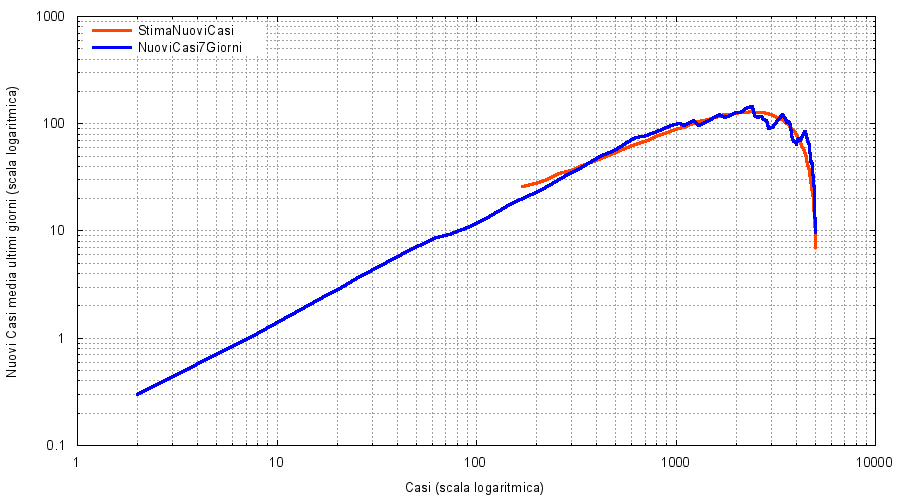 1000
StimaNuoviCasi
NuoviCasi7Giorni
100
10
1
0.1
Nuovi Casi media ultimi giorni (scala logaritmica)
1 10 100 1000 10000
Casi (scala logaritmica)